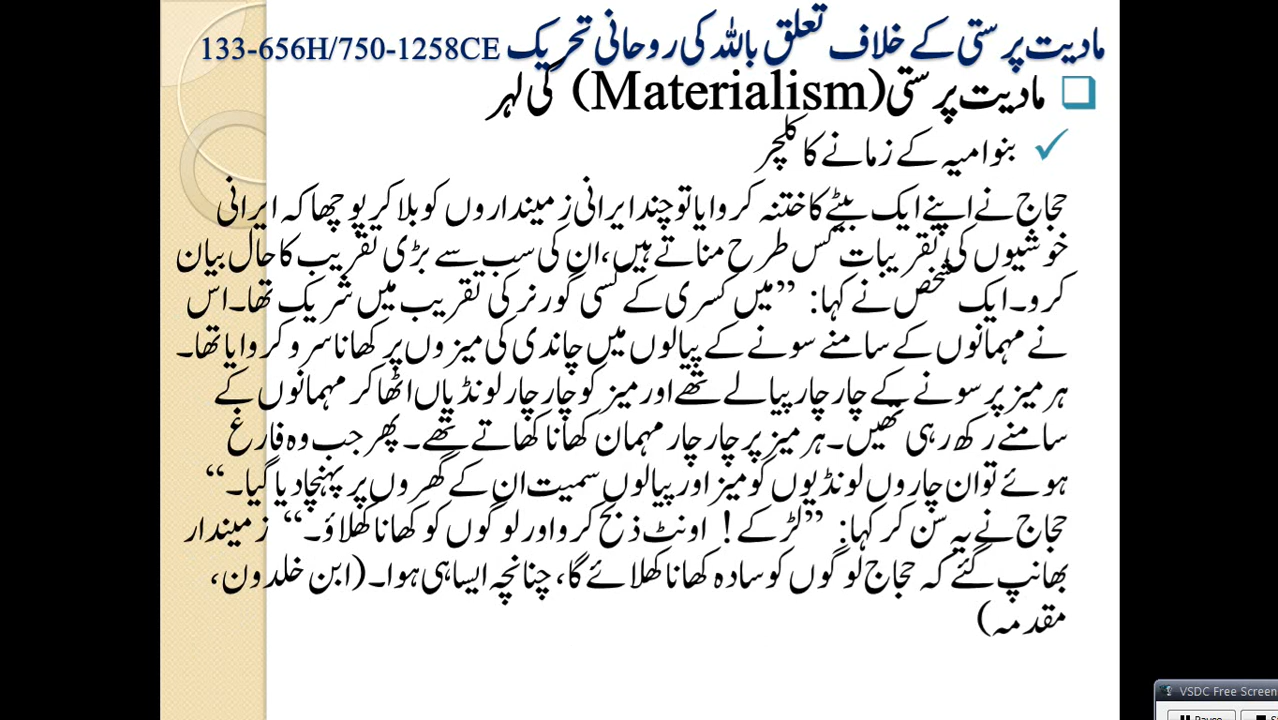 مادیت پرستی کے خلاف تعلق باللہ کی روحانی تحریک 133-656H/750-1258CE
مادیت پرستی (Materialism) کی لہر
بنو امیہ کے زمانے کا کلچر
حجاج نے اپنے ایک بیٹے کا ختنہ کروایا تو چند ایرانی زمینداروں کو بلا کر پوچھا کہ ایرانی
خوشیوں کی تقریبات کس طرح مناتے ہیں، ان کی سب سے بڑی تقریب کا حال بیان
کرو۔ ایک شخص نے کہا: ”میں کسری کے کسی گورنر کی تقریب میں شریک تھا۔ اس
نے مہمانوں کے سامنے سونے کے پیالوں میں چاندی کی میزوں پر کھانا سرو کروایا تھا۔
ہر میز پر سونے کے چار چار پیالے تھے اور میز کو چار چار لونڈیاں اٹھا کر مہمانوں کے
سامنے رکھ رہی تھیں۔ ہر میز پر چار چار مہمان کھانا کھاتے تھے۔ پھر جب وہ فارغ
ہوئے تو ان چاروں لونڈیوں کو میز اور پیالوں سمیت ان کے گھروں پر پہنچا دیا گیا۔“
حجاج نے یہ سن کر کہا: ”لڑکے! اونٹ ذبح کرو اور لوگوں کو کھانا کھلاؤ۔“ زمیندار
بھانپ گئے کہ حجاج لوگوں کو سادہ کھانا کھلائے گا، چنانچہ ایسا ہی ہوا۔ (ابن خلدون،
مقدمہ)
VSDC Free Screen
Pause